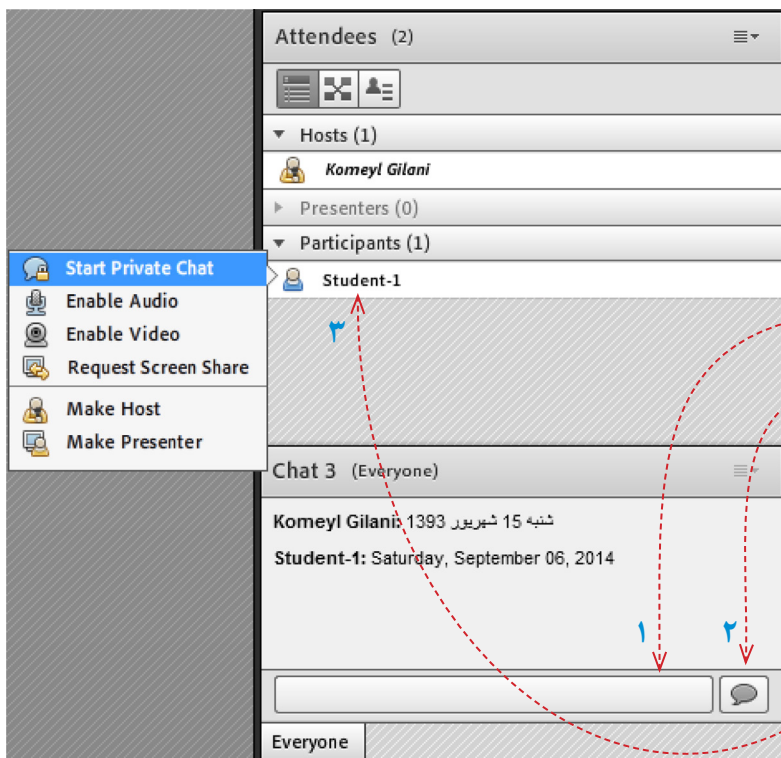 Attendees (2)
Hosts (1)
Komeyl Gilani
Presenters (0)
Participants (1)
Student-1
Start Private Chat
Enable Audio
Enable Video
Request Screen Share
Make Host
Make Presenter
۳
Chat 3 (Everyone)
Komeyl Gilani: شنبه 15 شهریور 1393
Student-1: Saturday, September 06, 2014
۱
۲
Everyone